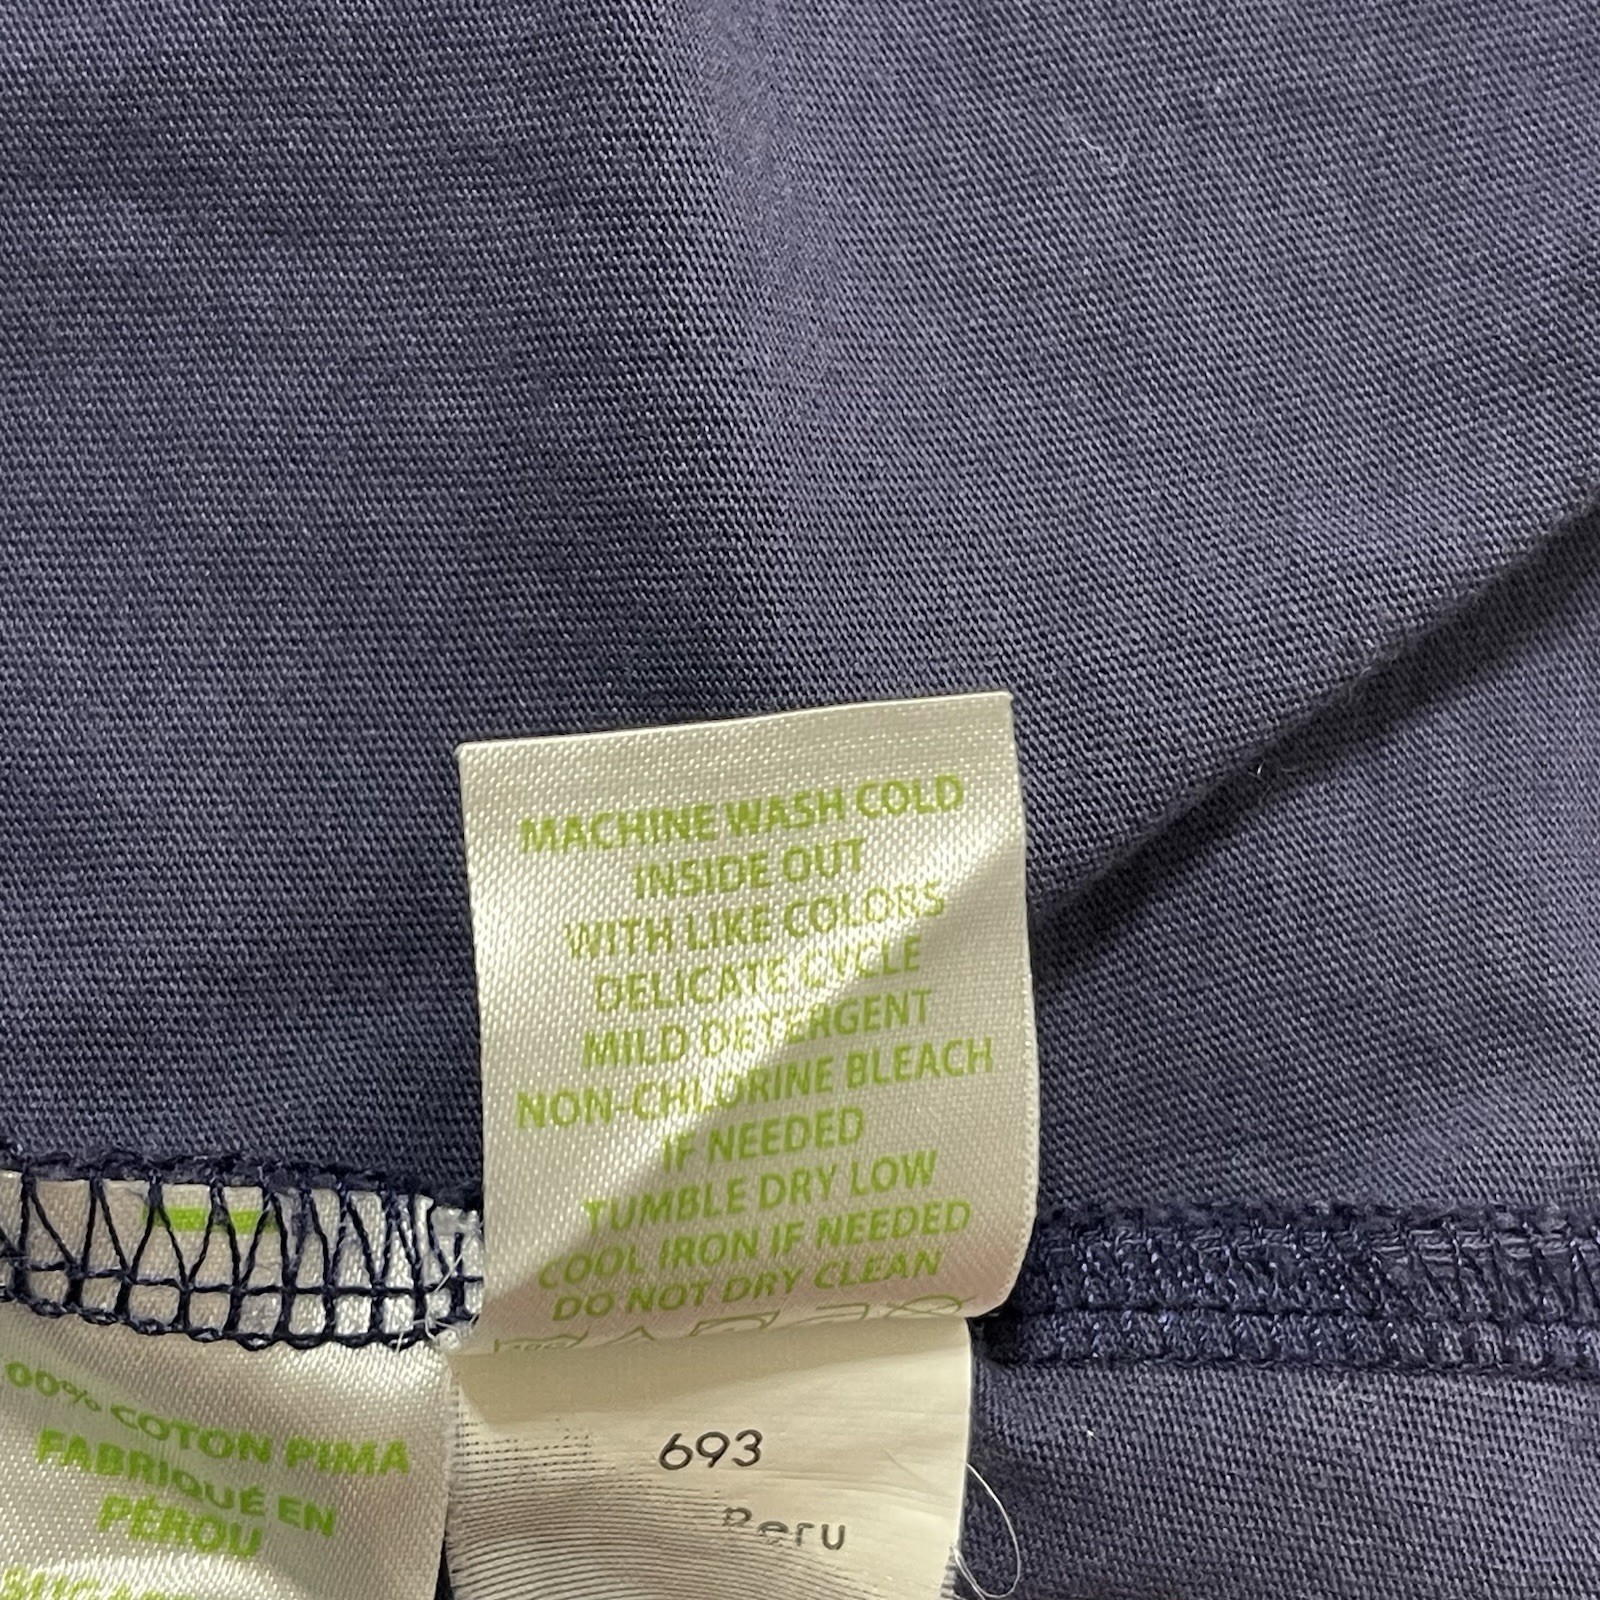 MACHINE WASH COLD
INSIDE OUT
WITH LIKE COLORS
DELICATE CYCLE
MILD DETERGENT
NON-CHLORINE BLEACH
IF NEEDED
TUMBLE DRY LOW
COOL IRON IF NEEDED
DO NOT DRY CLEAN
00% COTON PIMA
FABRIQUÉ EN
PÉROU
693
Peru